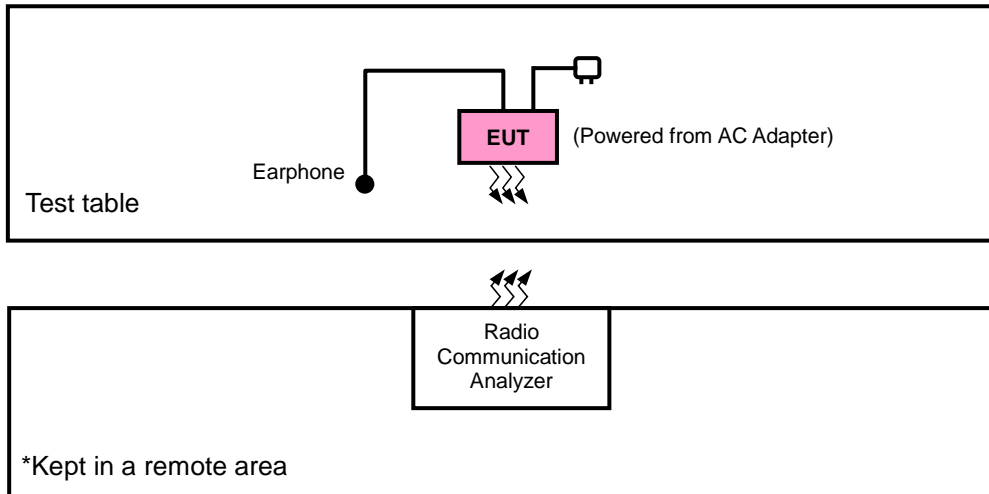 EUT
(Powered from AC Adapter)
Earphone
Test table
Radio
Communication
Analyzer
*Kept in a remote area